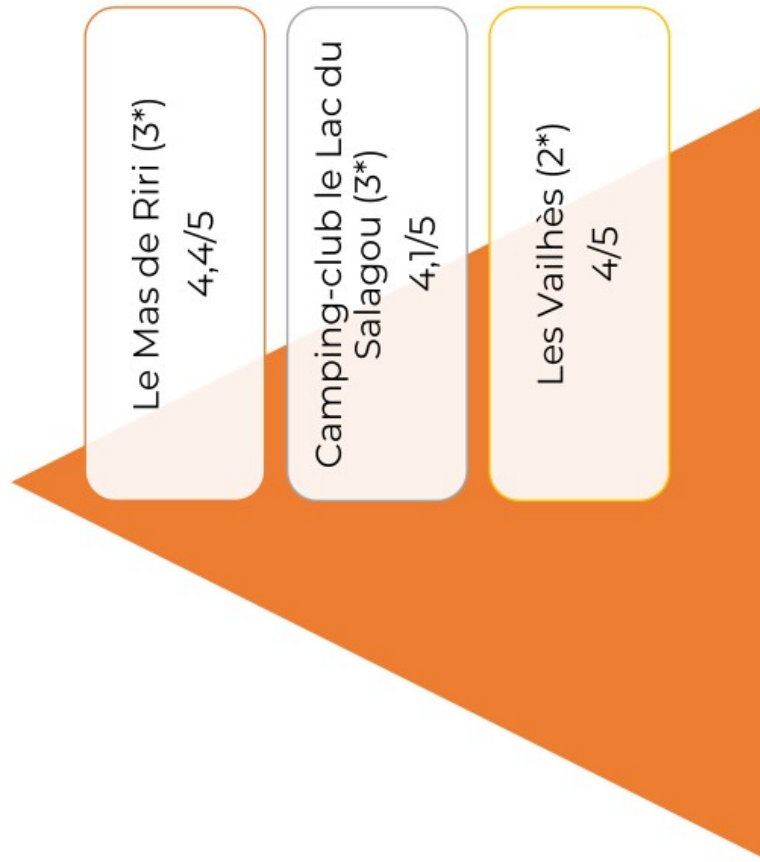 Le Mas de Riri (3*)
4,4/5
Camping-club le Lac du
Salagou (3*)
4,1/5
Les Vailhès (2*)
4/5